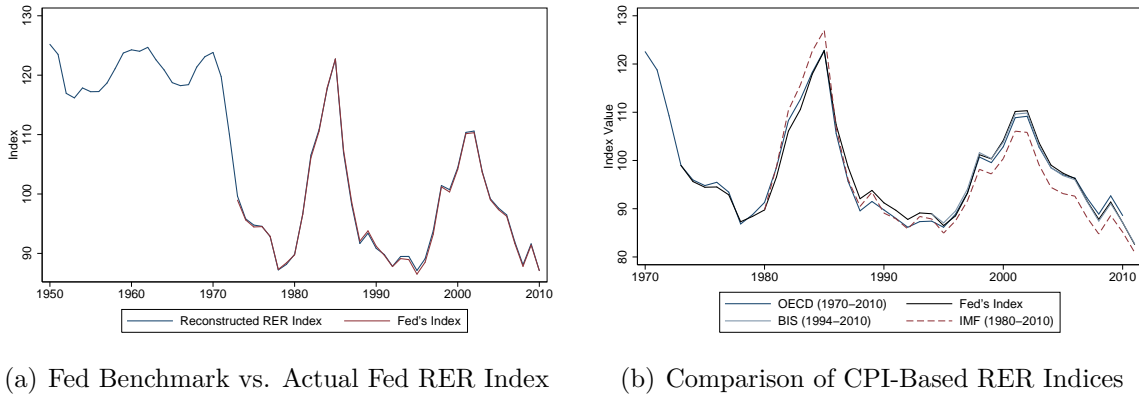 130
120
110
100
90
Index
1950
1960
1970
1980
1990
2000
2010
Reconstructed RER Index
Fed's Index
(a) Fed Benchmark vs. Actual Fed RER Index
130
120
110
100
90
80
Index Value
1970
1980
1990
2000
2010
OECD (1970–2010)
Fed's Index
BIS (1994–2010)
IMF (1980–2010)
(b) Comparison of CPI-Based RER Indices